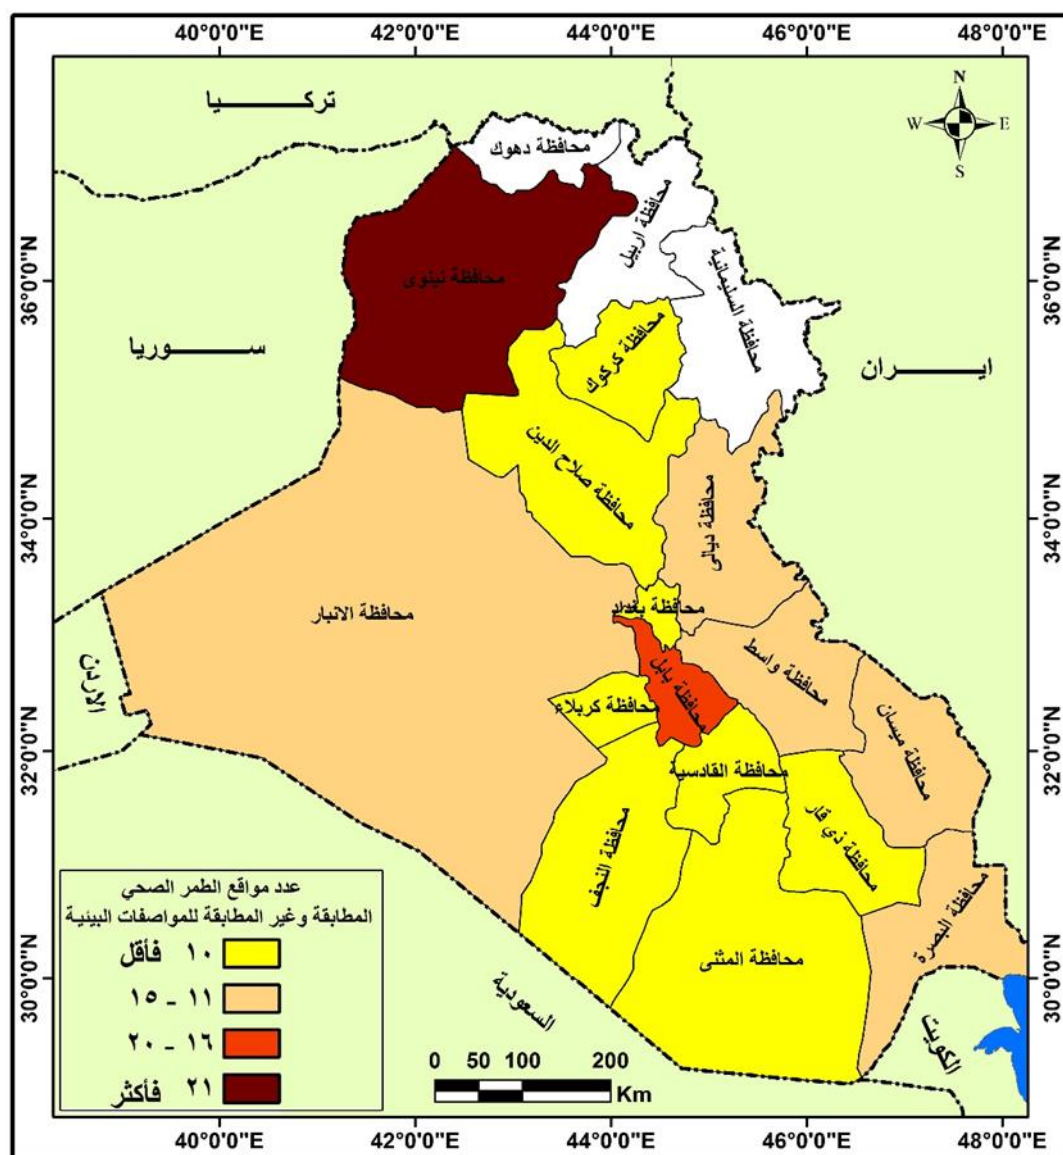 40°0'0"E 42°0'0"E 44°0'0"E 46°0'0"E 48°0'0"E
N
W E
S
تركــــــيا
محافظة دهوك
محافظة اربيل
محافظة السليمانية
محافظة نينوى
36°0'0"N 36°0'0"N
ســــــوريا
محافظة كركوك
ايــــــران
محافظة صلاح الدين
محافظة ديالى
34°0'0"N 34°0'0"N
محافظة بغداد
محافظة الانبار
الاردن
محافظة بابل
محافظة واسط
محافظة كربلاء
محافظة ميسان
32°0'0"N 32°0'0"N
محافظة القادسية
محافظة النجف
محافظة ذي قار
محافظة البصرة
محافظة المثنى
30°0'0"N 30°0'0"N
السعودية
الكويت
عدد مواقع الطمر الصحي
المطابقة وغير المطابقة للمواصفات البيئية
١٠ فأقل
١١ - ١٥
١٦ - ٢٠
٢١ فأكثر
0 50 100 200
Km
40°0'0"E 42°0'0"E 44°0'0"E 46°0'0"E 48°0'0"E